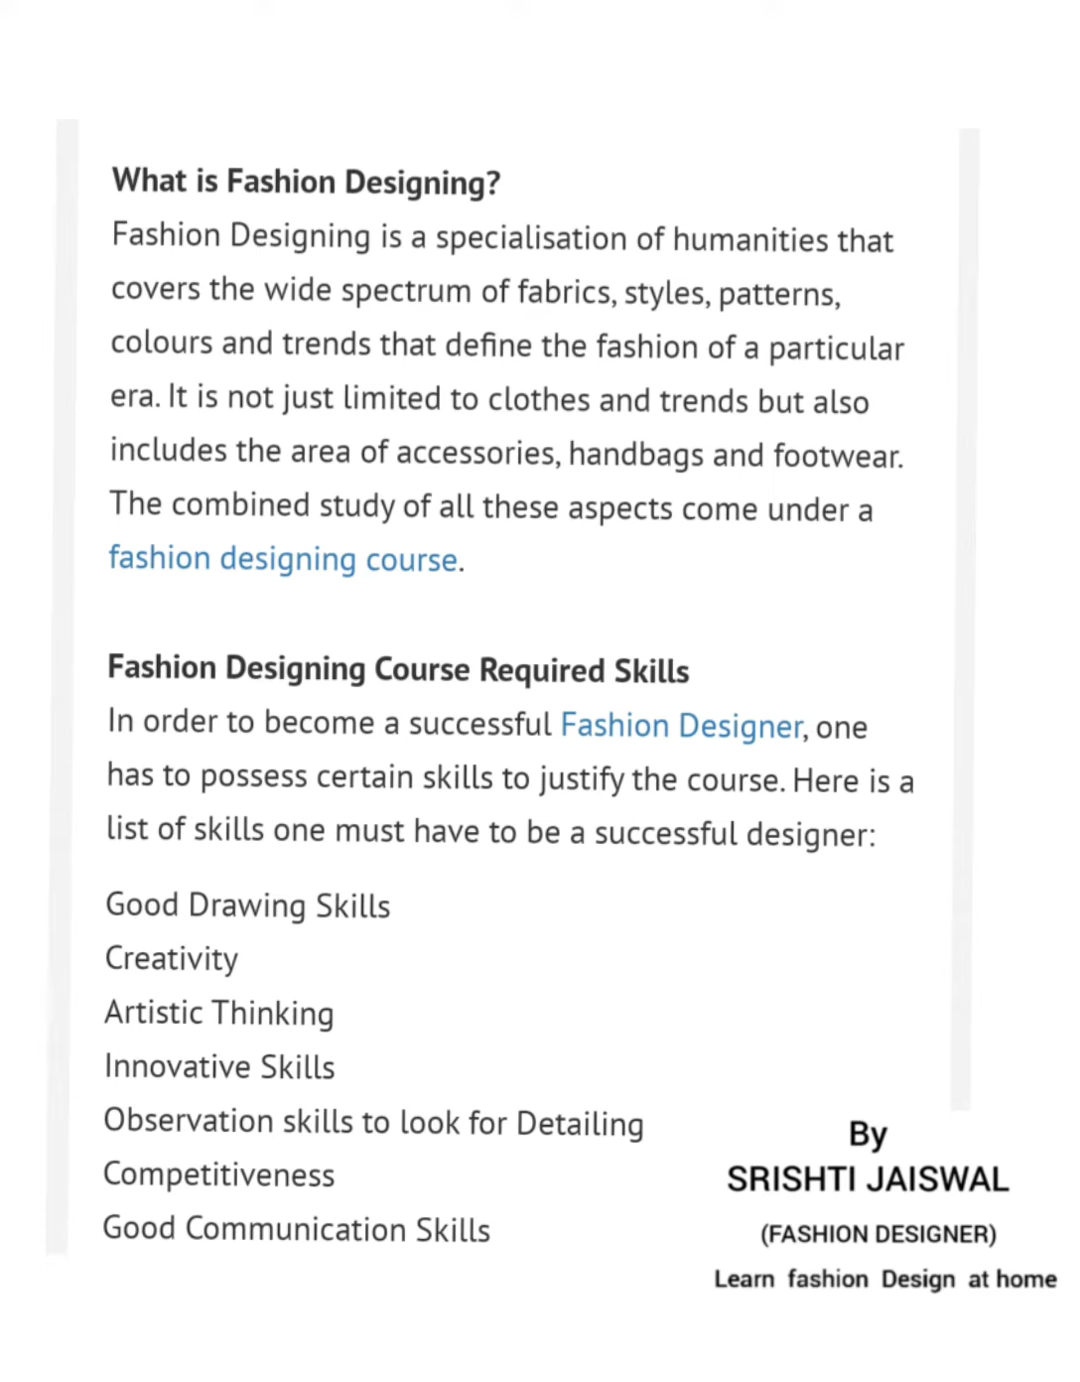 What is Fashion Designing?
Fashion Designing is a specialisation of humanities that
covers the wide spectrum of fabrics, styles, patterns,
colours and trends that define the fashion of a particular
era. It is not just limited to clothes and trends but also
includes the area of accessories, handbags and footwear.
The combined study of all these aspects come under a
fashion designing course.
Fashion Designing Course Required Skills
In order to become a successful Fashion Designer, one
has to possess certain skills to justify the course. Here is a
list of skills one must have to be a successful designer:
Good Drawing Skills
Creativity
Artistic Thinking
Innovative Skills
Observation skills to look for Detailing
Competitiveness
Good Communication Skills
By
SRISHTI JAISWAL
(FASHION DESIGNER)
Learn fashion Design at home